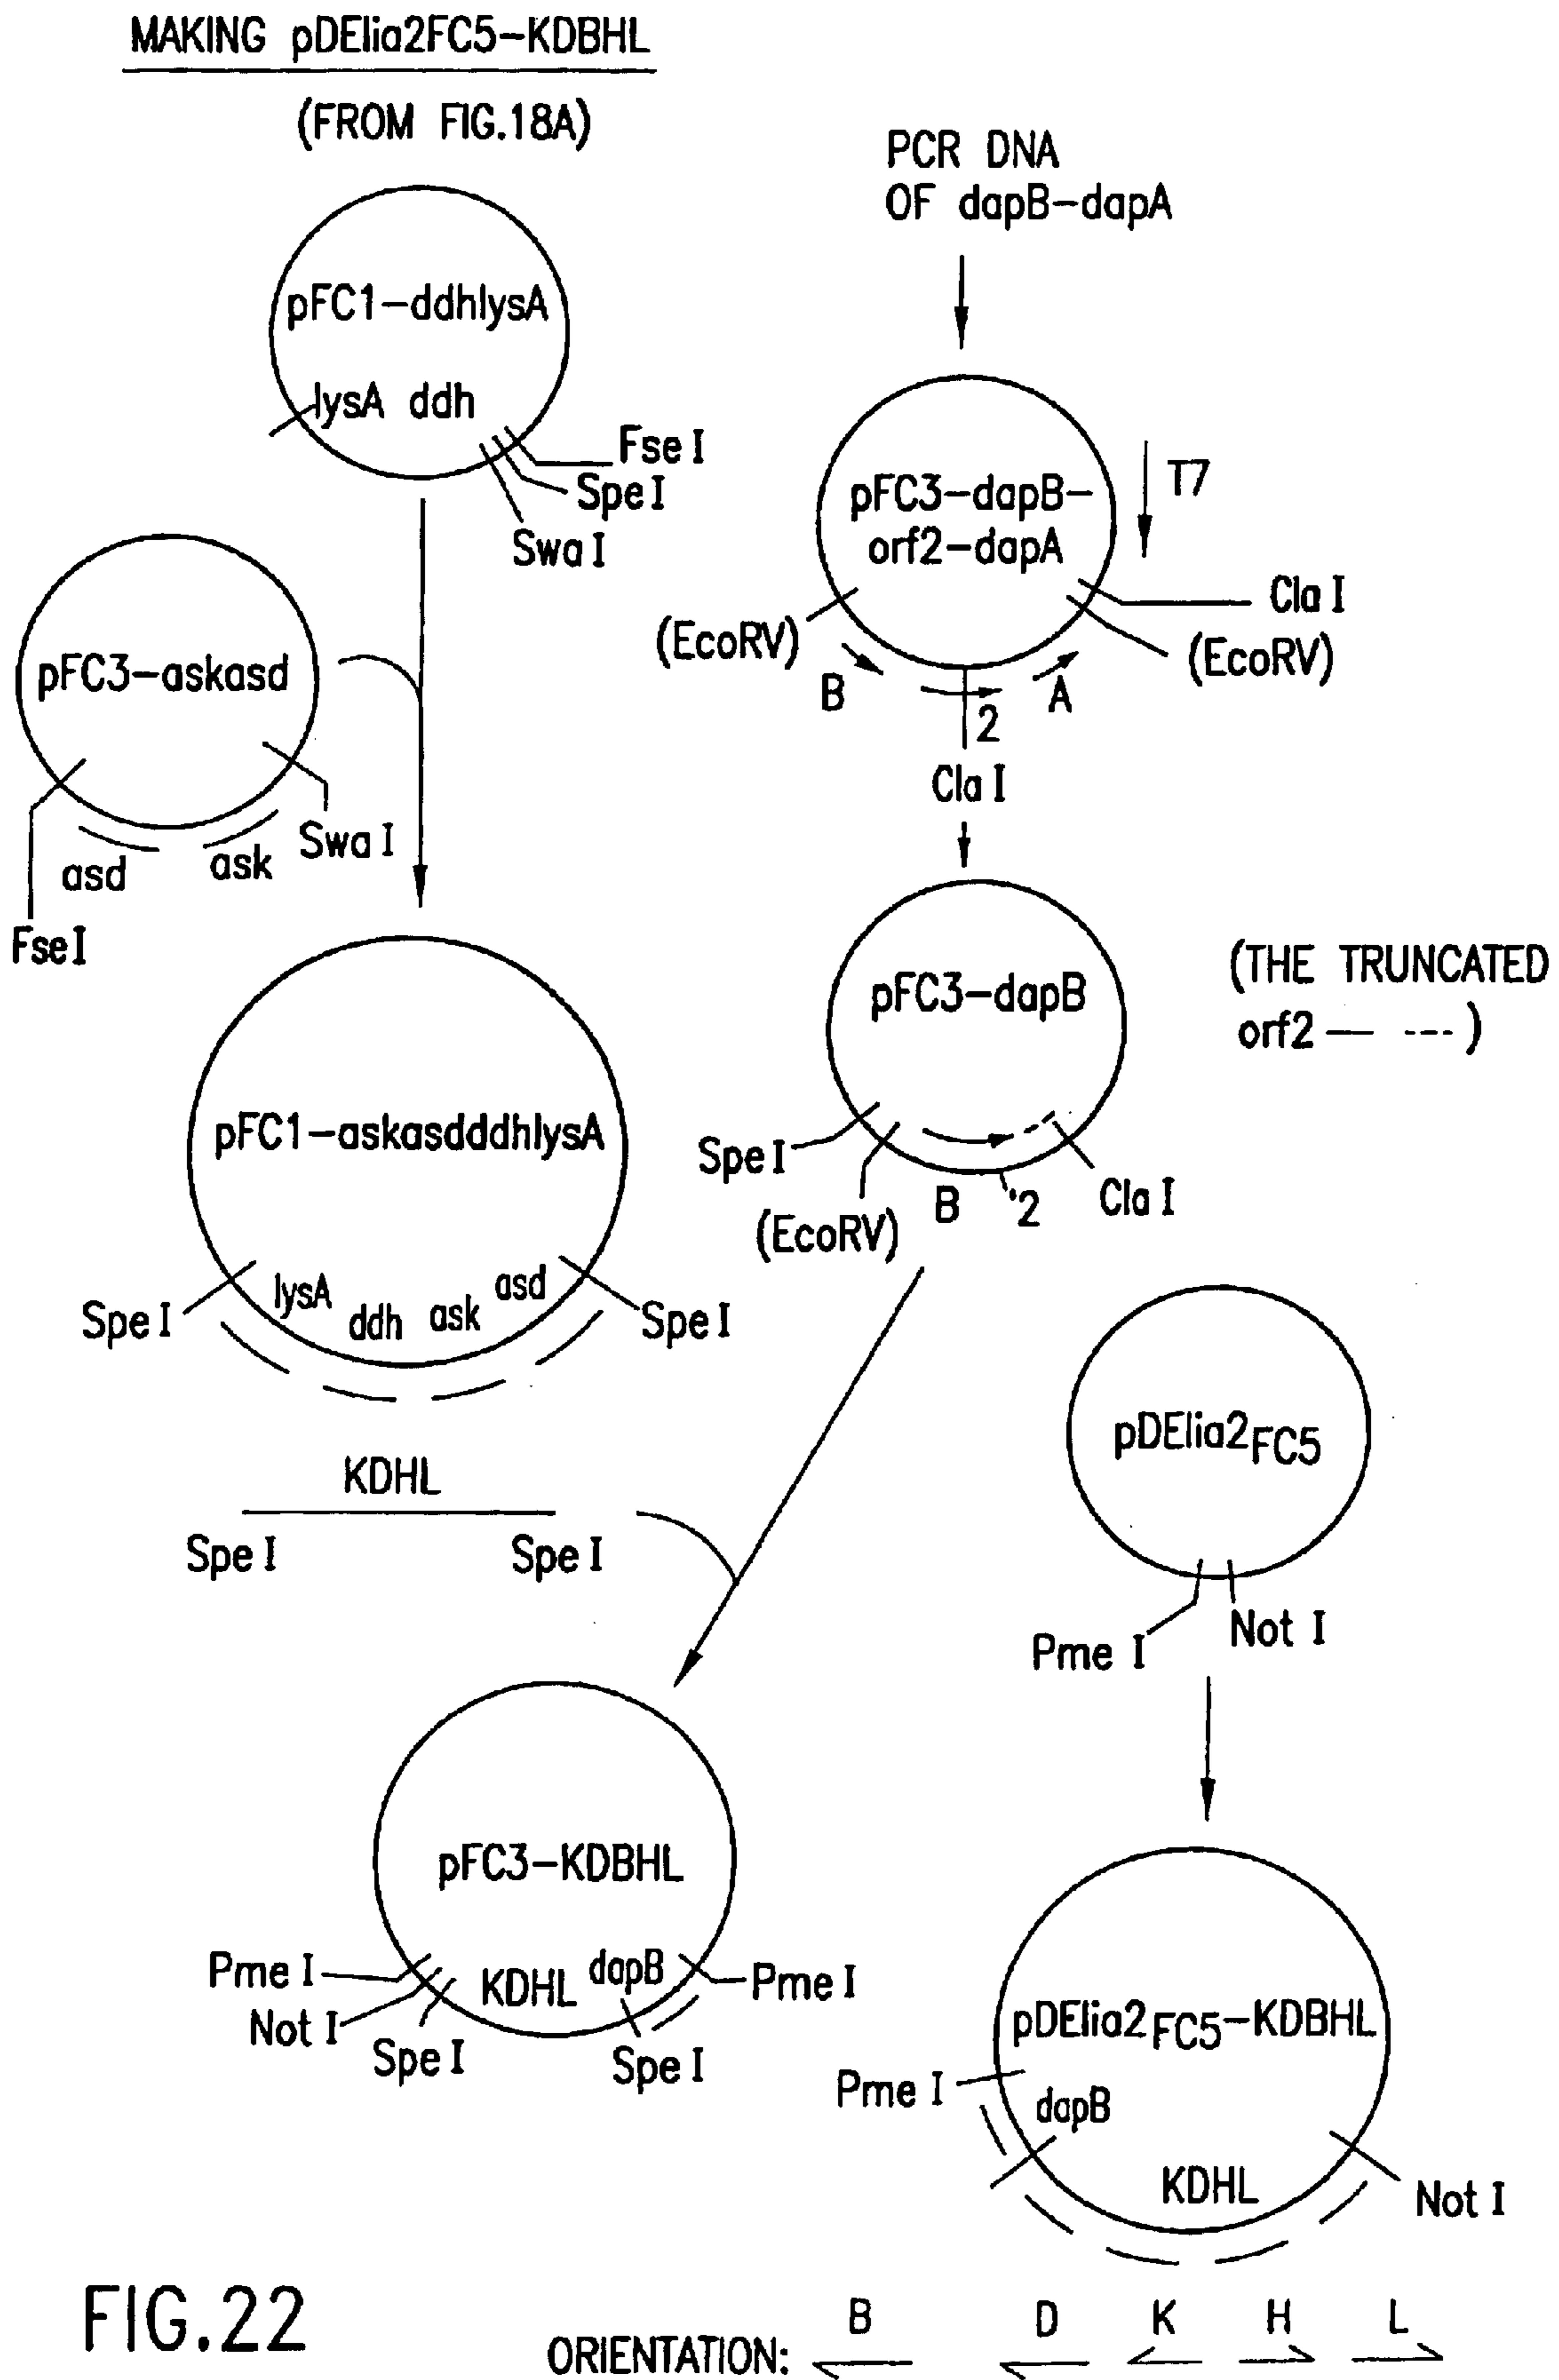 MAKING pDElia2FC5-KDBHL
(FROM FIG.18A)
pFC1-ddhlysA
lysA ddh
Fse I
Spe I
Swa I
pFC3-askasd
asd
ask
Swa I
Fse I
pFC1-askasdddhlysA
Spe I
lysA
ddh
ask
asd
Spe I
KDHL
Spe I
Spe I
PCR DNA
OF dapB-dapA
pFC3-dapB-
orf2-dapA
T7
Cla I
(EcoRV)
(EcoRV)
B
2
A
Cla I
pFC3-dapB
(THE TRUNCATED
orf2 — --- )
Spe I
(EcoRV)
B
'2
Cla I
pDElia2FC5
Pme I
Not I
pFC3-KDBHL
Pme I
Not I
Spe I
KDHL
dapB
Spe I
Pme I
pDElia2FC5-KDBHL
Pme I
dapB
KDHL
Not I
FIG.22
ORIENTATION: B D K H L